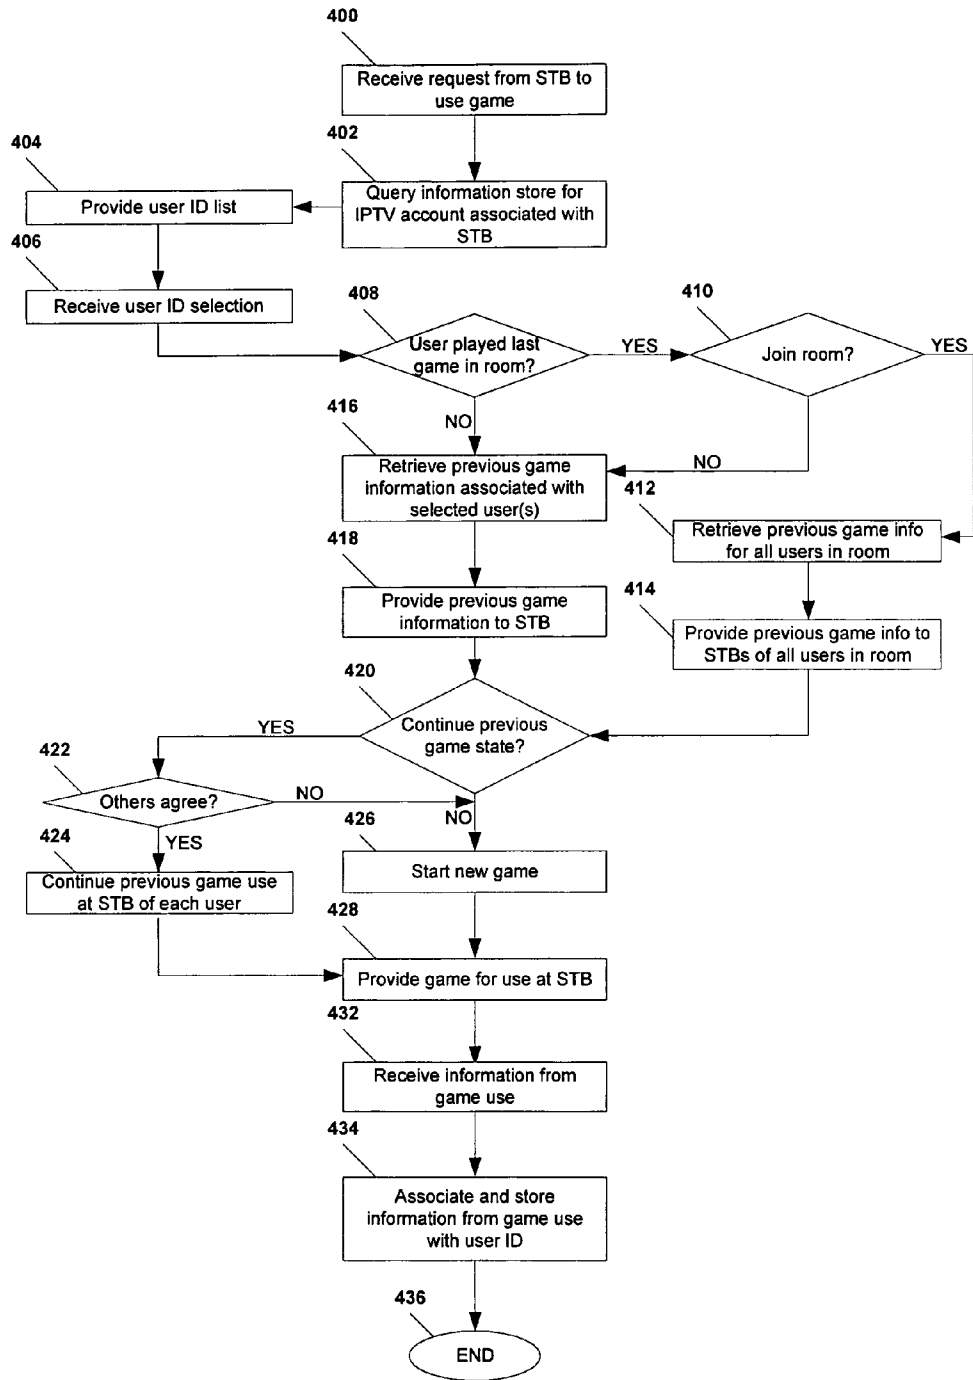 400
Receive request from STB to
use game
402
404
Query information store for
IPTV account associated with
STB
Provide user ID list
406
Receive user ID selection
408
410
User played last
game in room?
YES
Join room?
YES
NO
416
Retrieve previous game
information associated with
selected user(s)
NO
412
Retrieve previous game info
for all users in room
418
Provide previous game
information to STB
414
Provide previous game info to
STBs of all users in room
420
Continue previous
game state?
YES
422
Others agree?
NO
NO
YES
424
Continue previous game use
at STB of each user
426
Start new game
428
Provide game for use at STB
432
Receive information from
game use
434
Associate and store
information from game use
with user ID
436
END